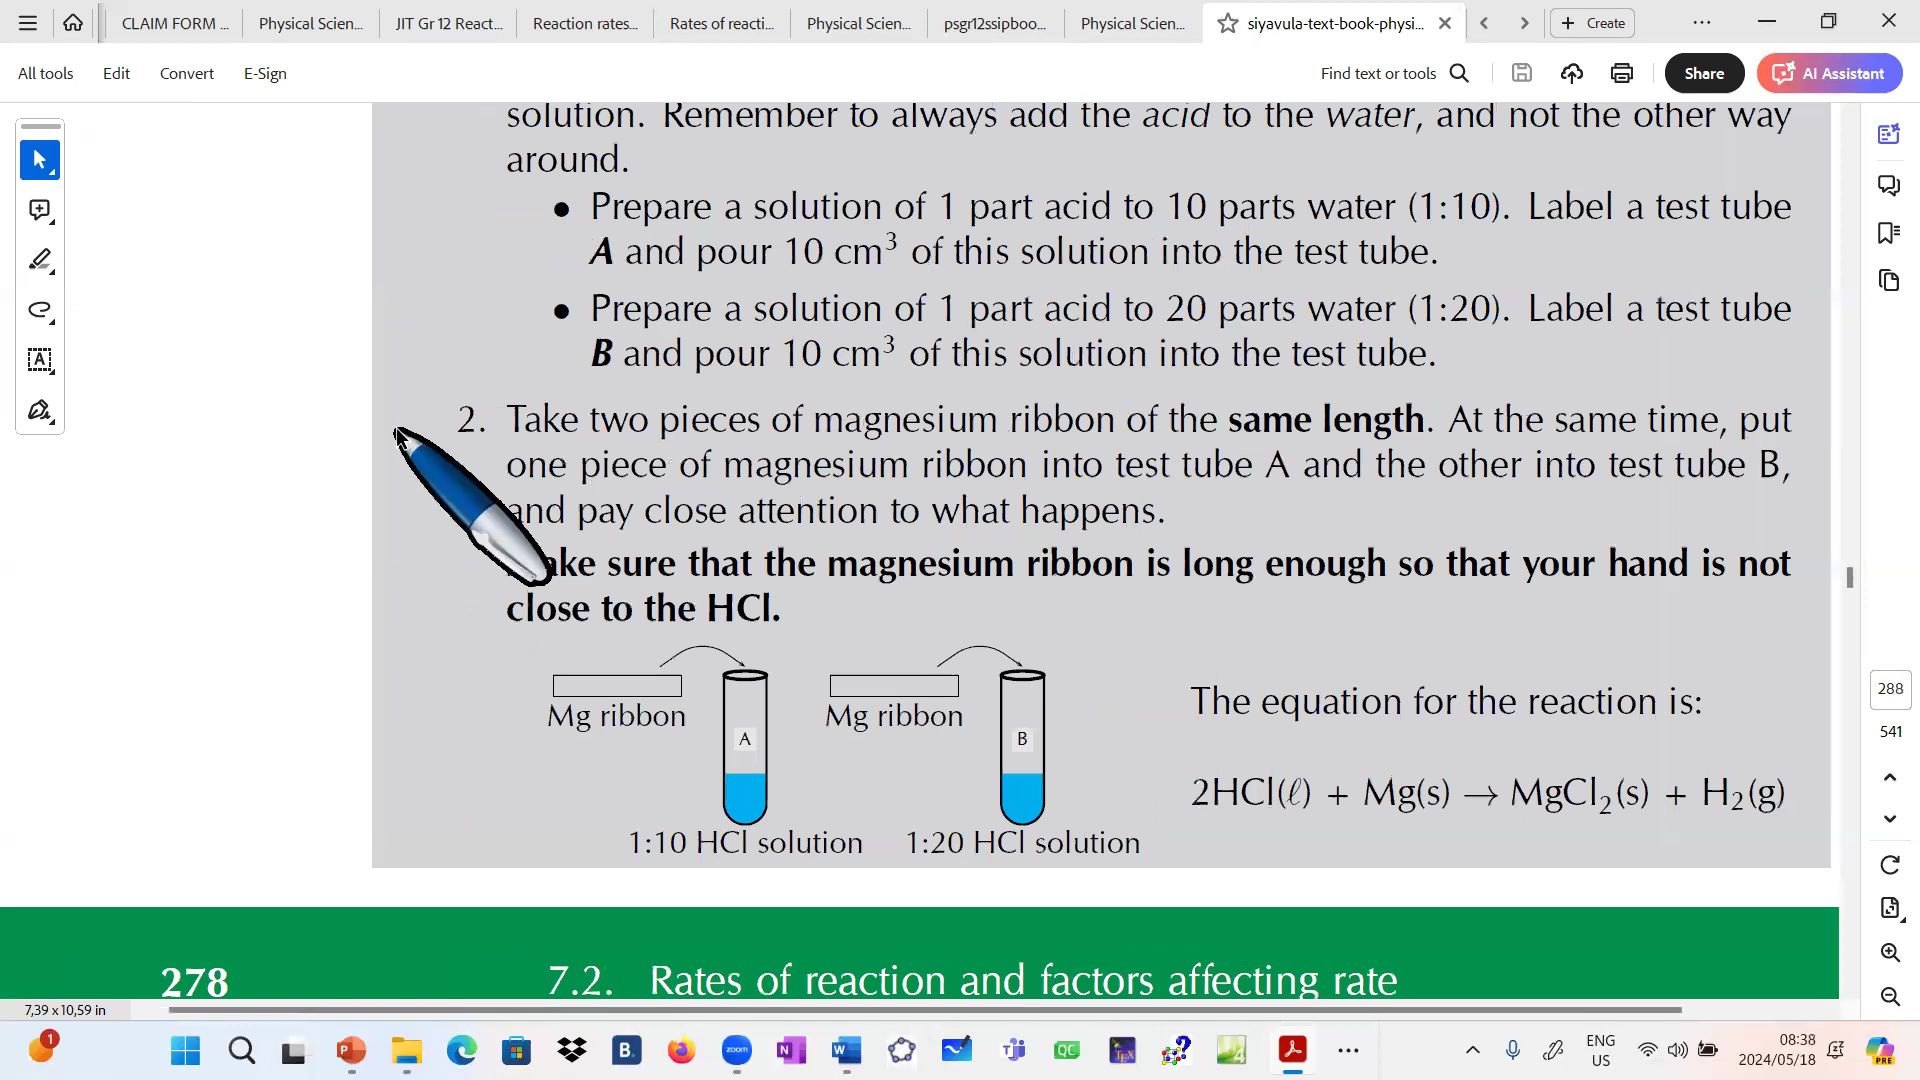 CLAIM FORM ...
Physical Scien...
JIT Gr 12 React...
Reaction rates...
Rates of reacti...
Physical Scien...
psgr12ssipboo...
Physical Scien...
siyavula-text-book-physi...
Create
All tools
Edit
Convert
E-Sign
Find text or tools
Share
AI Assistant
solution. Remember to always add the acid to the water, and not the other way
around.
• Prepare a solution of 1 part acid to 10 parts water (1:10). Label a test tube
A and pour 10 cm³ of this solution into the test tube.
• Prepare a solution of 1 part acid to 20 parts water (1:20). Label a test tube
B and pour 10 cm³ of this solution into the test tube.
2. Take two pieces of magnesium ribbon of the same length. At the same time, put
one piece of magnesium ribbon into test tube A and the other into test tube B,
and pay close attention to what happens.
ake sure that the magnesium ribbon is long enough so that your hand is not
close to the HCl.
Mg ribbon
A
1:10 HCl solution
Mg ribbon
B
1:20 HCl solution
The equation for the reaction is:
2HCl(ℓ) + Mg(s) → MgCl₂(s) + H₂(g)
278
7.2. Rates of reaction and factors affecting rate
288
541
7,39 x 10,59 in
1
ENG
US
08:38
2024/05/18